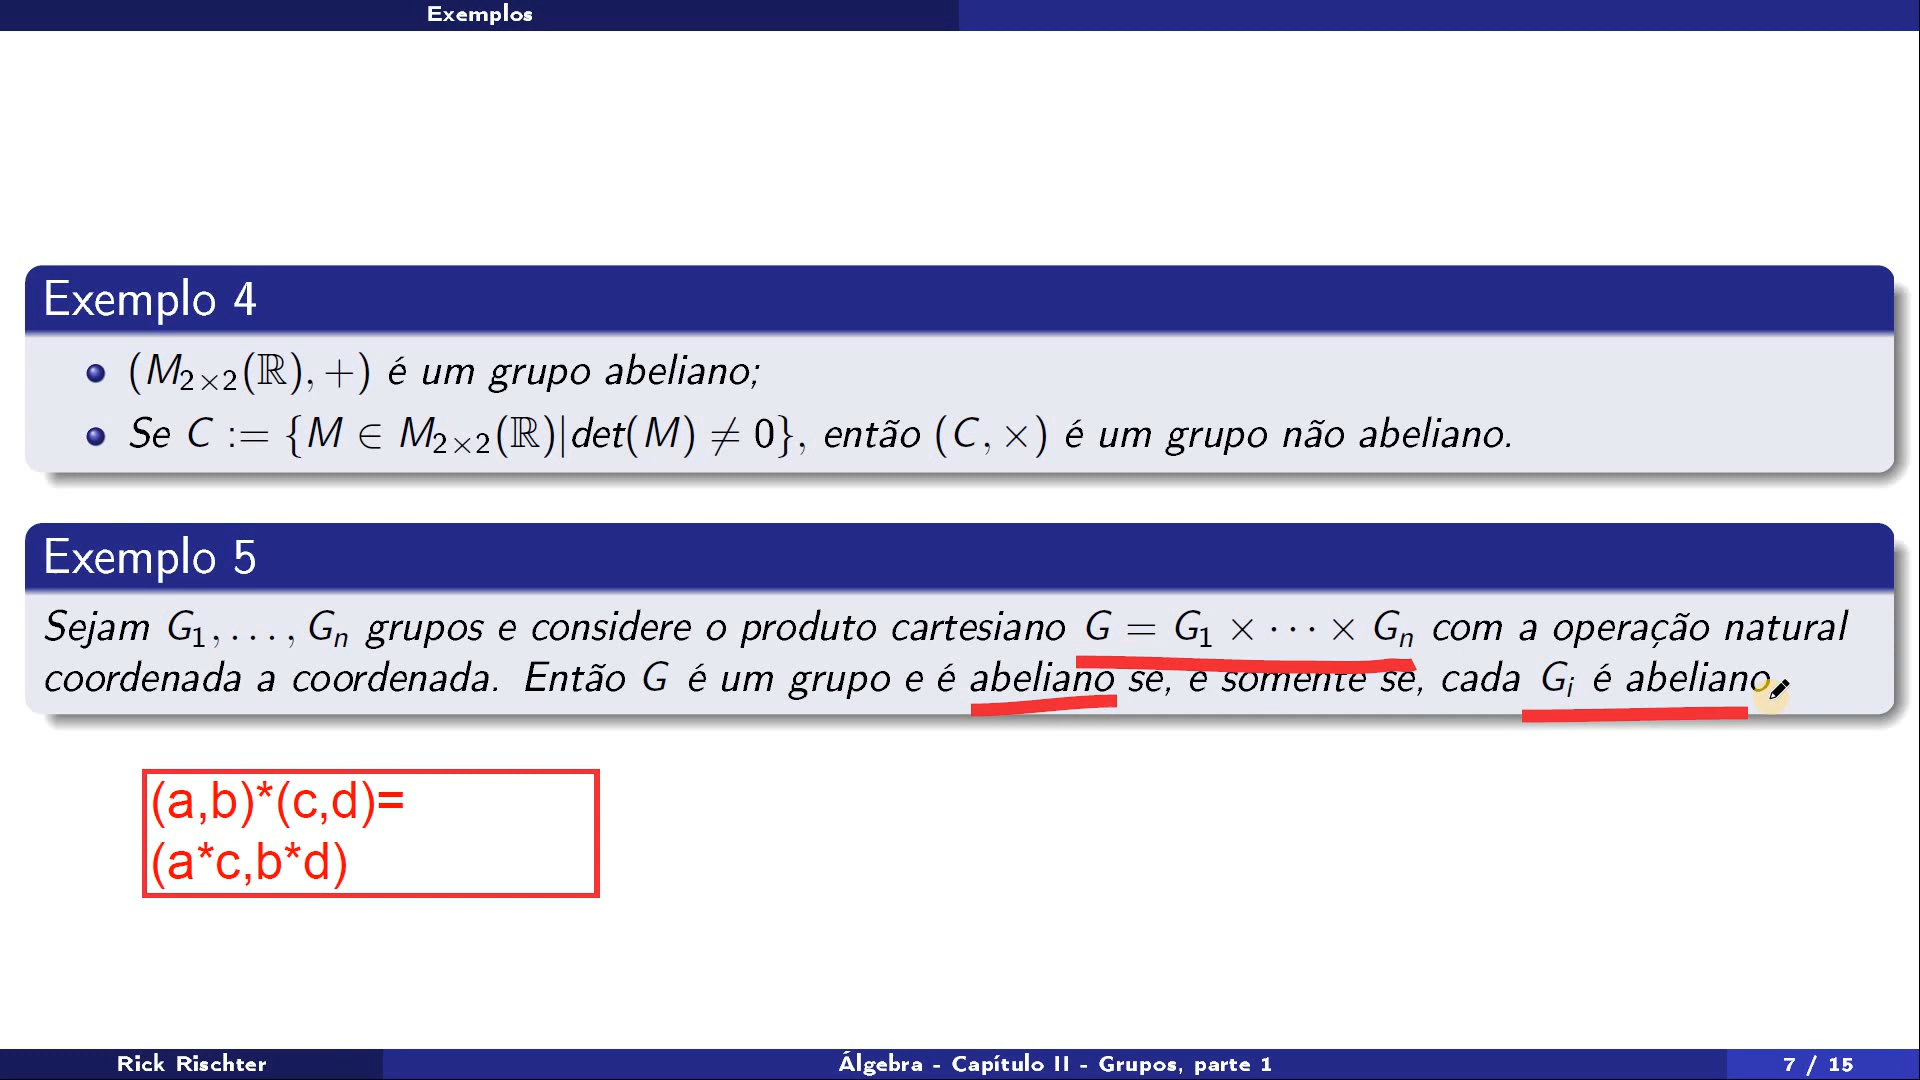 Exemplos
Exemplo 4
(M₂ₓ₂(ℝ), +) é um grupo abeliano;
Se C := {M ∈ M₂ₓ₂(ℝ)|det(M) ≠ 0}, então (C, ×) é um grupo não abeliano.
Exemplo 5
Sejam G₁, . . . , Gₙ grupos e considere o produto cartesiano G = G₁ × · · · × Gₙ com a operação natural
coordenada a coordenada. Então G é um grupo e é abeliano se, e somente se, cada Gᵢ é abeliano.
(a,b)*(c,d)=
(a*c,b*d)
Rick Rischter Álgebra - Capítulo II - Grupos, parte 1 7 / 15